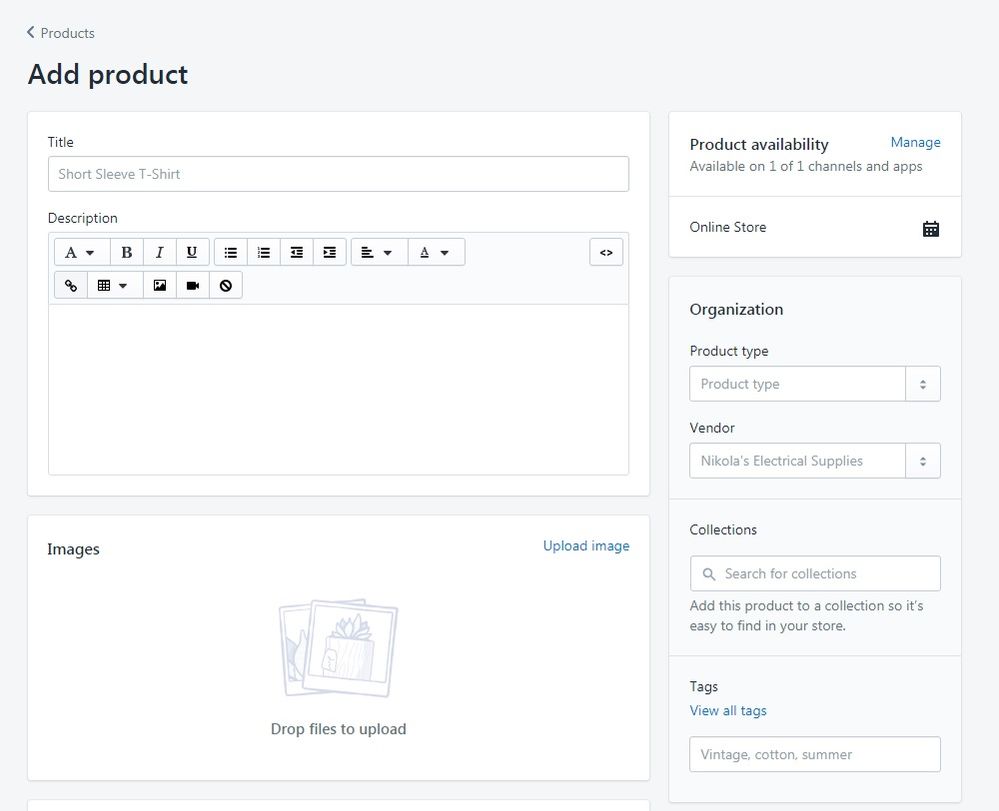 Products
Add product
Title
Short Sleeve T-Shirt
Description
A
B
I
U
A
<>
Images
Upload image
Drop files to upload
Product availability
Manage
Available on 1 of 1 channels and apps
Online Store
Organization
Product type
Product type
Vendor
Nikola's Electrical Supplies
Collections
Search for collections
Add this product to a collection so it's
easy to find in your store.
Tags
View all tags
Vintage, cotton, summer